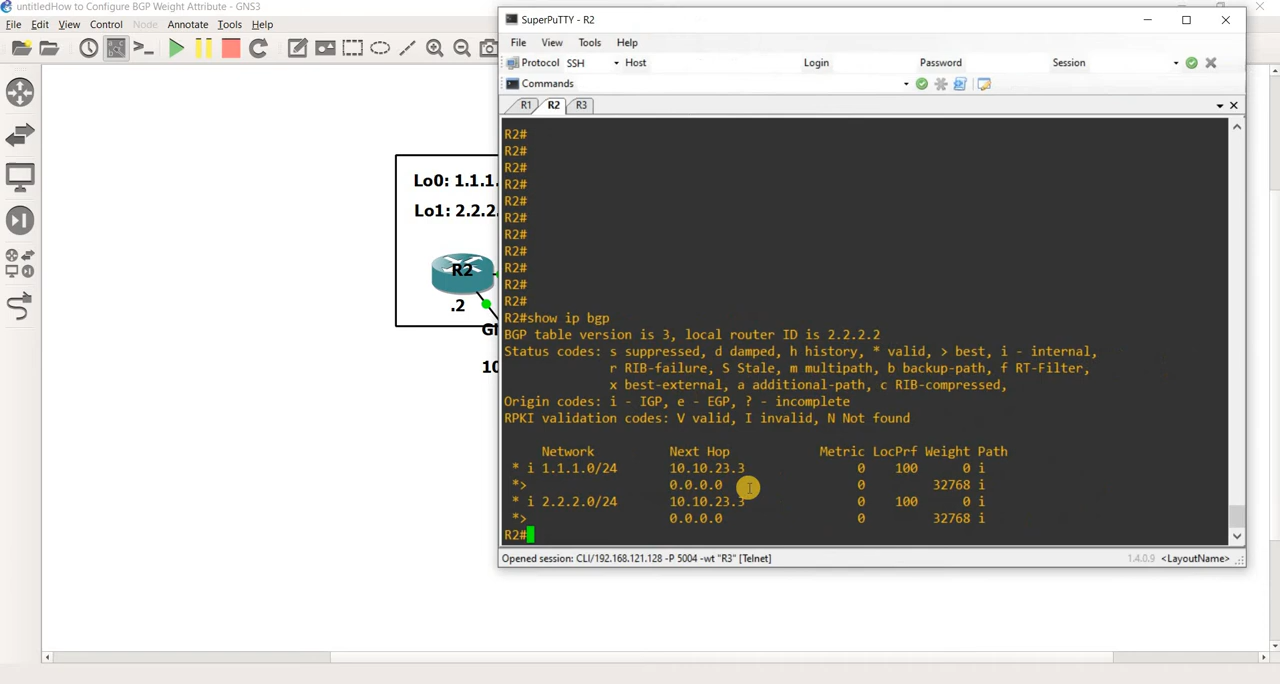 untitledHow to Configure BGP Weight Attribute - GNS3
File Edit View Control Node Annotate Tools Help
Lo0: 1.1.1.
Lo1: 2.2.2.
R2
.2
10
SuperPuTTY - R2
File View Tools Help
Protocol SSH Host Login Password Session
Commands
R1 R2 R3
R2#
R2#
R2#
R2#
R2#
R2#
R2#
R2#
R2#
R2#
R2#
R2#show ip bgp
BGP table version is 3, local router ID is 2.2.2.2
Status codes: s suppressed, d damped, h history, * valid, > best, i - internal,
r RIB-failure, S Stale, m multipath, b backup-path, f RT-Filter,
x best-external, a additional-path, c RIB-compressed,
Origin codes: i - IGP, e - EGP, ? - incomplete
RPKI validation codes: V valid, I invalid, N Not found
Network Next Hop Metric LocPrf Weight Path
* i 1.1.1.0/24 10.10.23.3 0 100 0 i
*> 0.0.0.0 0 32768 i
* i 2.2.2.0/24 10.10.23.3 0 100 0 i
*> 0.0.0.0 0 32768 i
R2#
Opened session: CLI/192.168.121.128 -P 5004 -wt "R3" [Telnet] 1.4.0.9 <LayoutName>